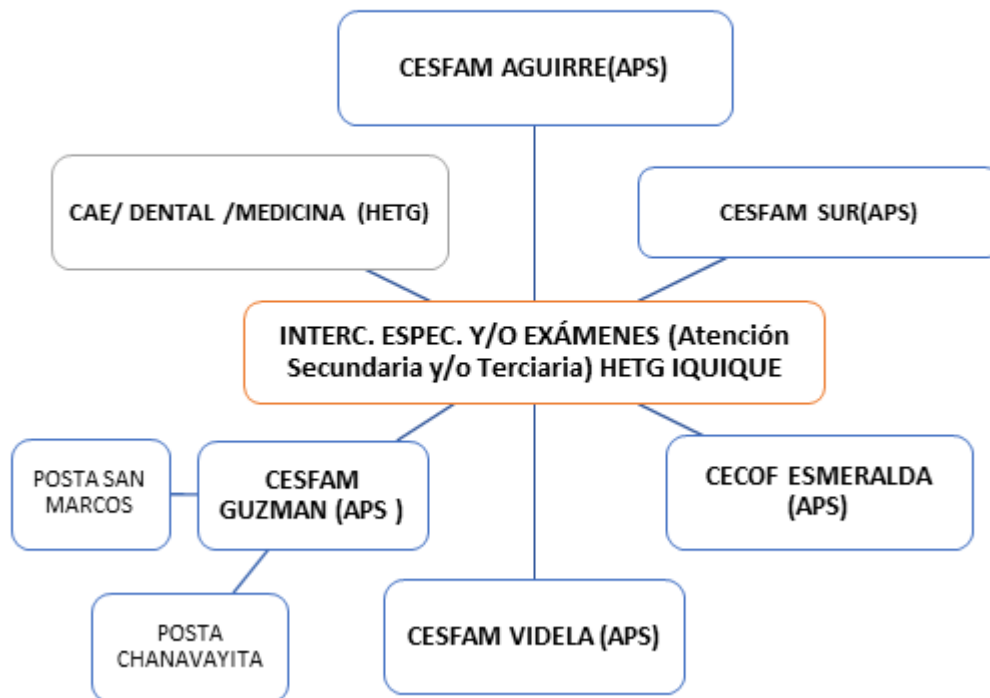 CESFAM AGUIRRE(APS)
CAE/ DENTAL /MEDICINA (HETG)
CESFAM SUR(APS)
INTERC. ESPEC. Y/O EXÁMENES (Atención
Secundaria y/o Terciaria) HETG IQUIQUE
POSTA SAN
MARCOS
CESFAM
GUZMAN (APS )
CECOF ESMERALDA
(APS)
POSTA
CHANAVAYITA
CESFAM VIDELA (APS)